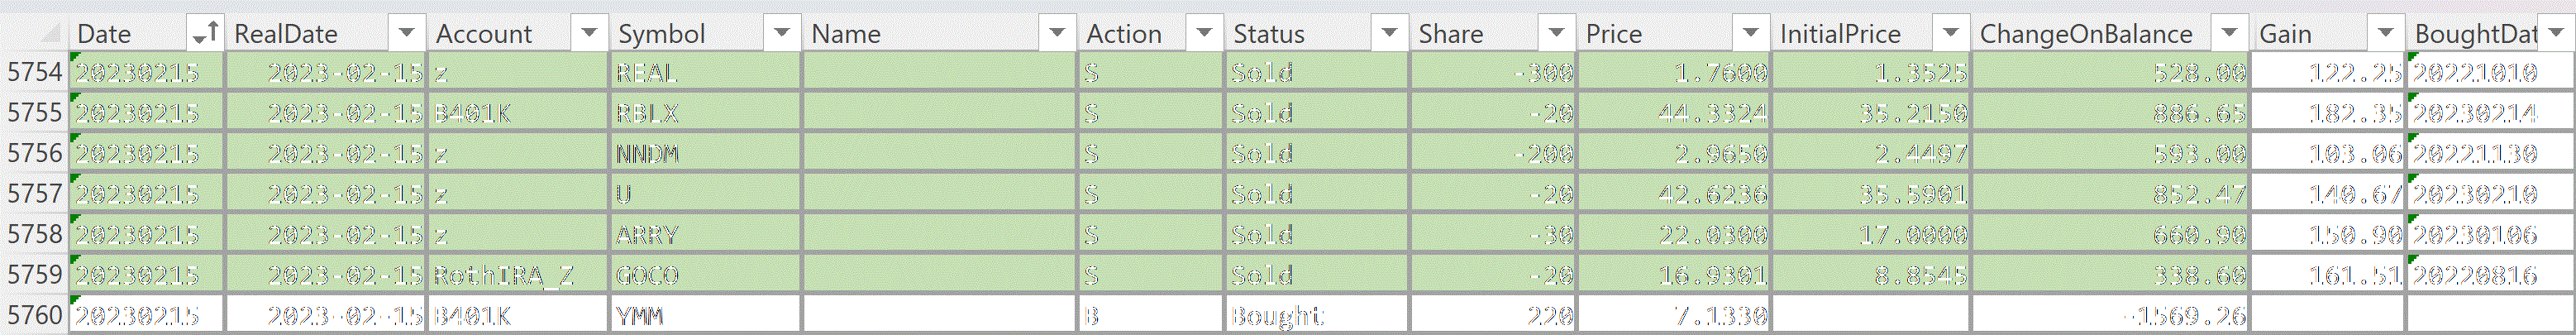 Date RealDate Account Symbol Name Action Status Share Price InitialPrice ChangeOnBalance Gain BoughtDat
5754 20230215 2023-02-15 z REAL S Sold -300 1.7600 1.3525 528.00 122.25 20221010
5755 20230215 2023-02-15 B401K RBLX S Sold -20 44.3324 35.2150 886.65 182.35 20230214
5756 20230215 2023-02-15 z NNDM S Sold -200 2.9650 2.4497 593.00 103.06 20221130
5757 20230215 2023-02-15 z U S Sold -20 42.6236 35.5901 852.47 140.67 20230210
5758 20230215 2023-02-15 z ARRY S Sold -30 22.0300 17.0000 660.90 150.90 20230106
5759 20230215 2023-02-15 RothIRA_Z GOCO S Sold -20 16.9301 8.8545 338.60 161.51 20220816
5760 20230215 2023-02-15 B401K YMM B Bought 220 7.1330 -1569.26